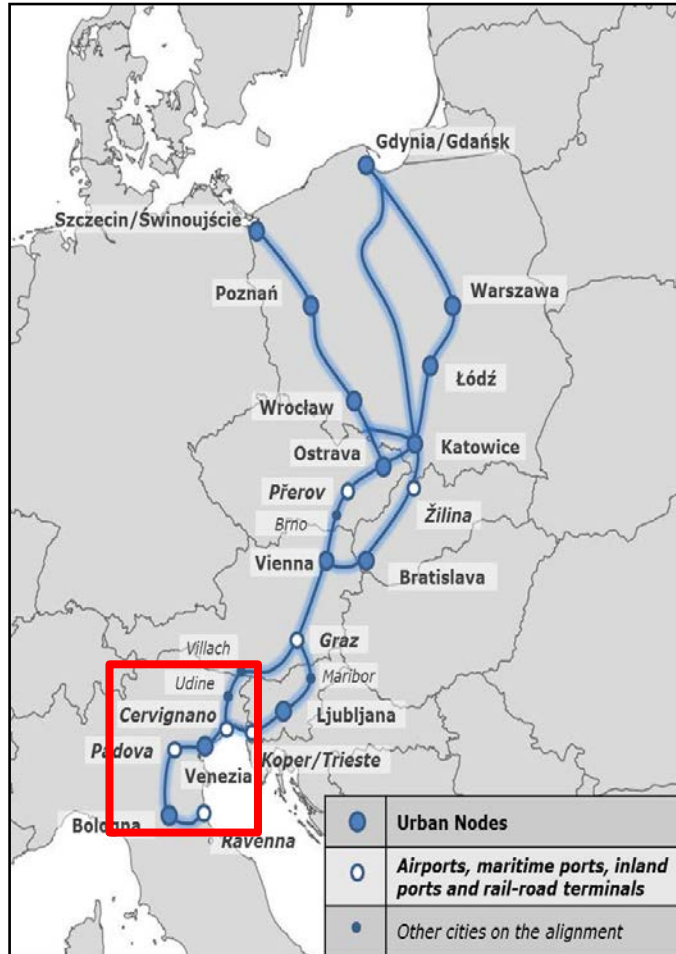 Gdynia/Gdańsk
Szczecin/Świnoujście
Poznań
Warszawa
Łódź
Wrocław
Katowice
Ostrava
Přerov
Žilina
Brno
Vienna
Bratislava
Graz
Villach
Maribor
Udine
Cervignano
Ljubljana
Padova
Koper/Trieste
Venezia
Bologna
Ravenna
Urban Nodes
Airports, maritime ports, inland
ports and rail-road terminals
Other cities on the alignment